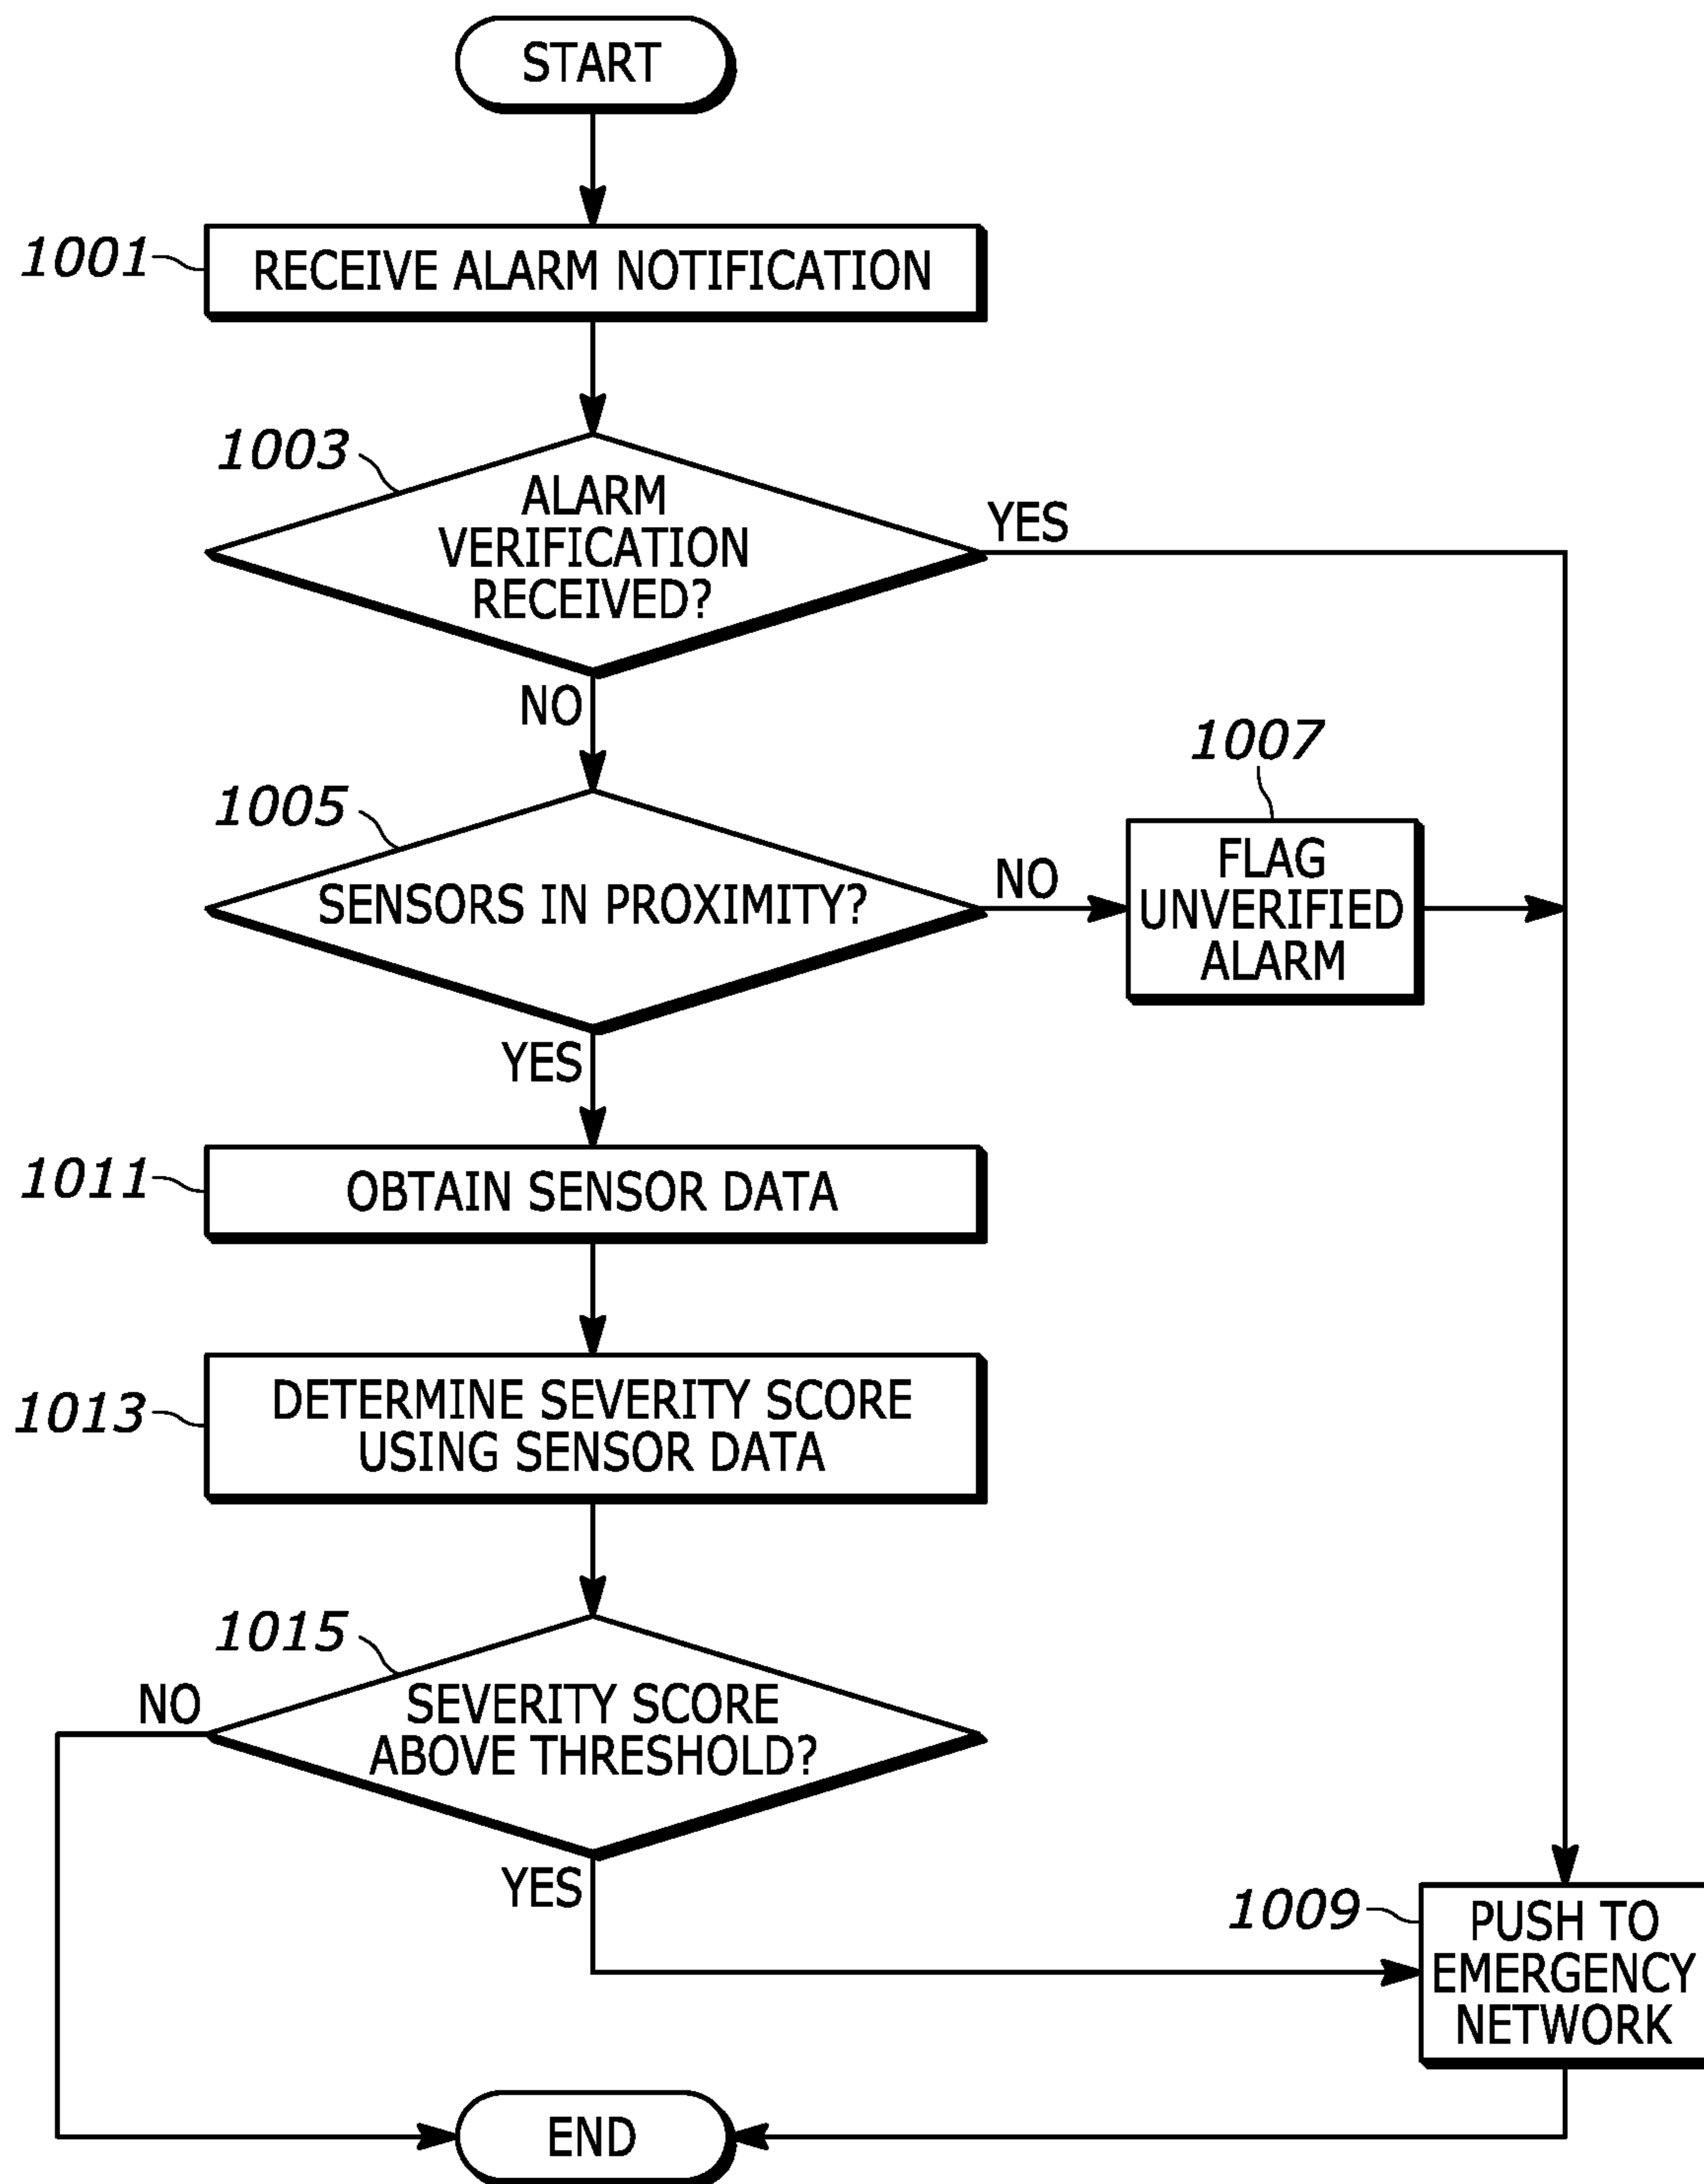 START
1001
RECEIVE ALARM NOTIFICATION
1003
ALARM
VERIFICATION
RECEIVED?
YES
NO
1005
SENSORS IN PROXIMITY?
NO
1007
FLAG
UNVERIFIED
ALARM
YES
1011
OBTAIN SENSOR DATA
1013
DETERMINE SEVERITY SCORE
USING SENSOR DATA
1015
SEVERITY SCORE
ABOVE THRESHOLD?
NO
YES
1009
PUSH TO
EMERGENCY
NETWORK
END